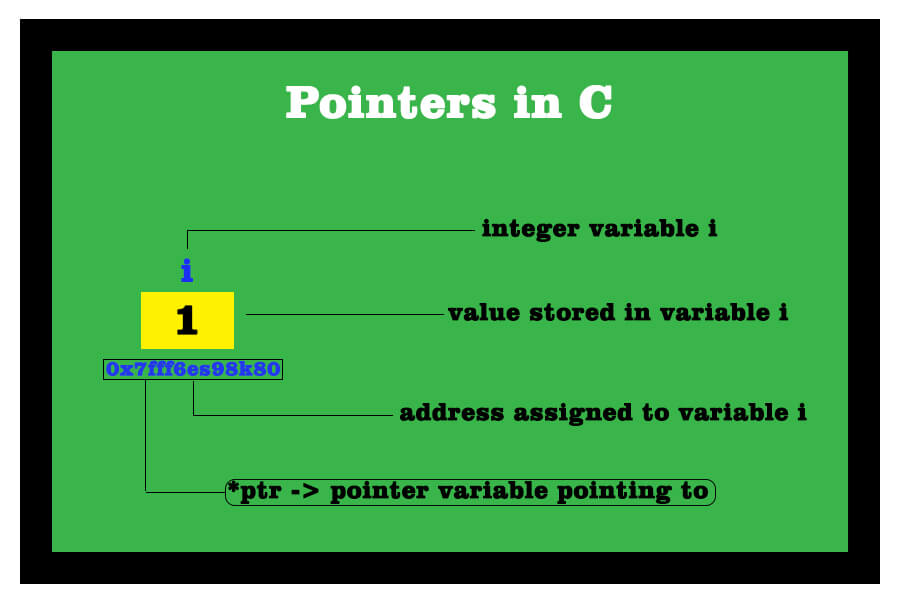 Pointers in C
integer variable i
i
1
value stored in variable i
0x7fff6es98k80
address assigned to variable i
*ptr -> pointer variable pointing to